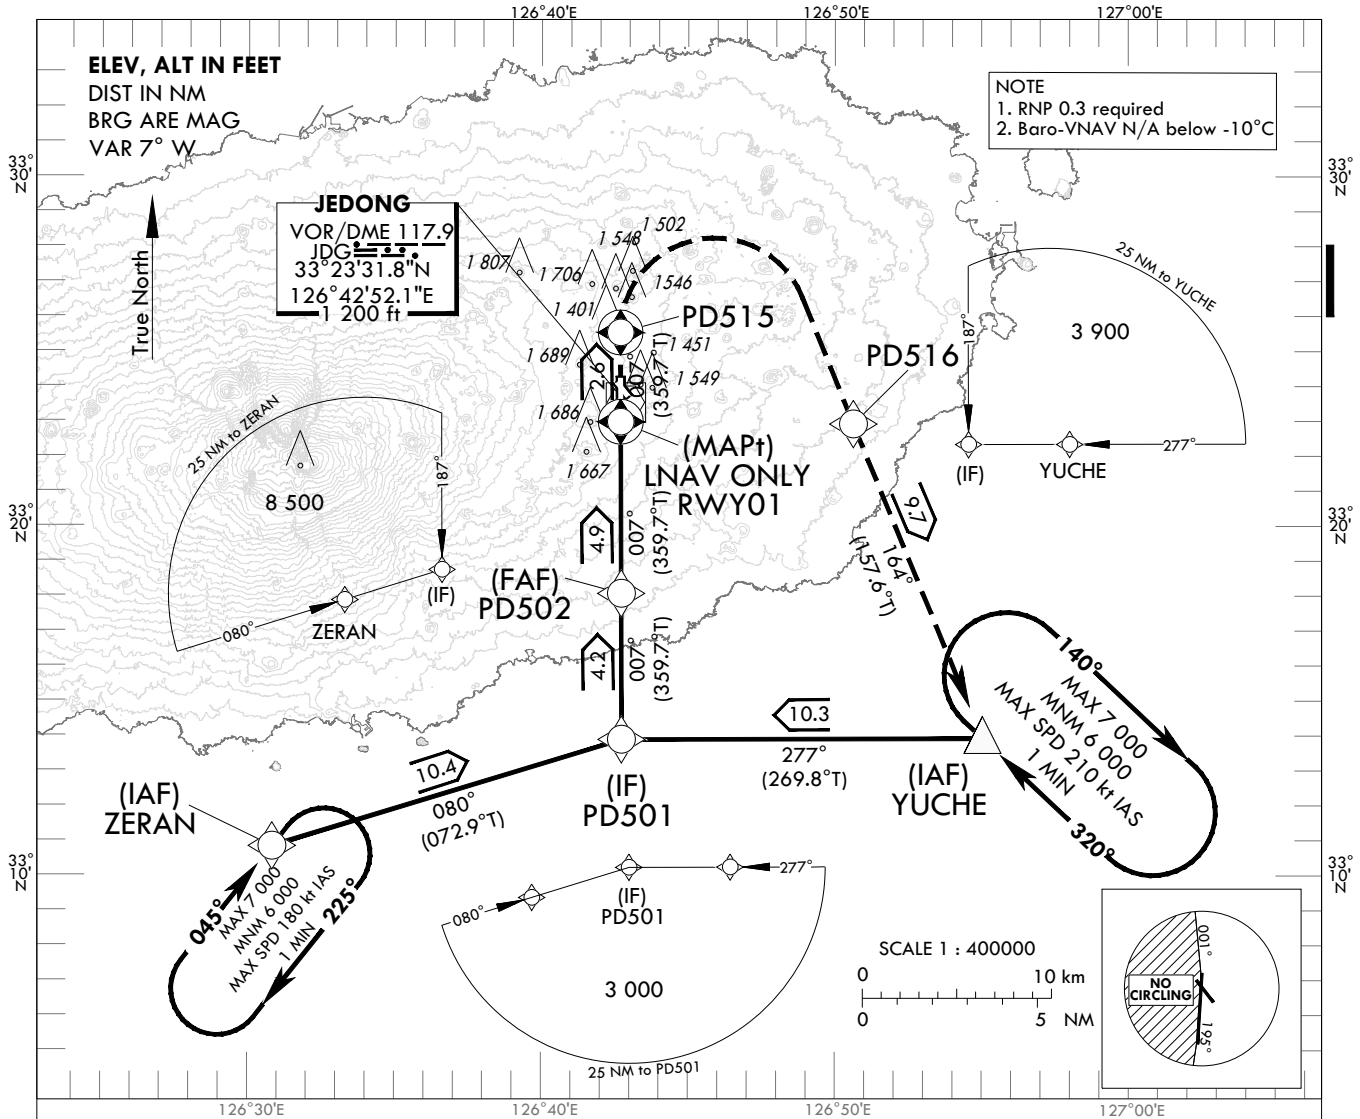 126°40'E
126°50'E
127°00'E
ELEV, ALT IN FEET
DIST IN NM
BRG ARE MAG
VAR 7° W
NOTE
1. RNP 0.3 required
2. Baro-VNAV N/A below -10°C
33°
30'
N
33°
30'
N
True North
JEDONG
VOR/DME 117.9
JDG
33°23'31.8"N
126°42'52.1"E
1 200 ft
1 502
1 548
1 807
1 706
1 546
1 401
PD515
1 451
1 689
1 549
2.6
007°
(359.7°T)
1 686
1 667
(MAPt)
LNAV ONLY
RWY01
PD516
25 NM to YUCHE
3 900
187°
277°
(IF)
YUCHE
25 NM to ZERAN
8 500
187°
080°
ZERAN
(IF)
33°
20'
N
33°
20'
N
4.9
007°
(359.7°T)
(FAF)
PD502
9.7
164°
(157.6°T)
4.2
007°
(359.7°T)
140°
MAX 7 000
MNM 6 000
MAX SPD 210 kt IAS
1 MIN
320°
10.3
277°
(269.8°T)
(IAF)
YUCHE
10.4
080°
(072.9°T)
(IF)
PD501
(IAF)
ZERAN
045°
MAX 7 000
MNM 6 000
MAX SPD 180 kt IAS
1 MIN
225°
33°
10'
N
33°
10'
N
080°
277°
(IF)
PD501
3 000
25 NM to PD501
SCALE 1 : 400000
0
10 km
0
5
NM
001°
NO
CIRCLING
195°
126°30'E
126°40'E
126°50'E
127°00'E